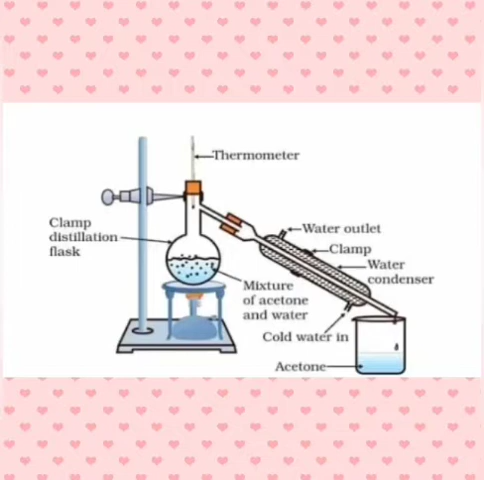 Thermometer
Clamp
distillation
flask
Water outlet
Clamp
Water
condenser
Mixture
of acetone
and water
Cold water in
Acetone